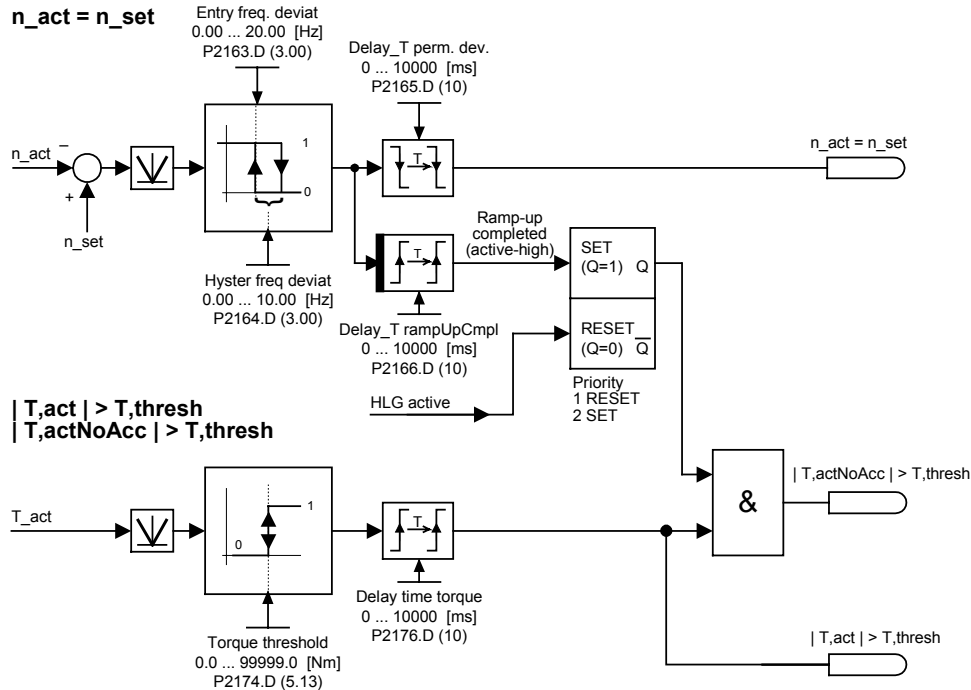 n_act = n_set
Entry freq. deviat
0.00 ... 20.00 [Hz]
P2163.D (3.00)
Delay_T perm. dev.
0 ... 10000 [ms]
P2165.D (10)
n_act
–
+
n_set
1
0
T
n_act = n_set
Hyster freq deviat
0.00 ... 10.00 [Hz]
P2164.D (3.00)
T
Ramp-up
completed
(active-high)
Delay_T rampUpCmpl
0 ... 10000 [ms]
P2166.D (10)
SET
(Q=1) Q
RESET
(Q=0) Q
Priority
1 RESET
2 SET
HLG active
| T,act | > T,thresh
| T,actNoAcc | > T,thresh
T_act
1
0
T
&
| T,actNoAcc | > T,thresh
Delay time torque
0 ... 10000 [ms]
P2176.D (10)
Torque threshold
0.0 ... 99999.0 [Nm]
P2174.D (5.13)
| T,act | > T,thresh